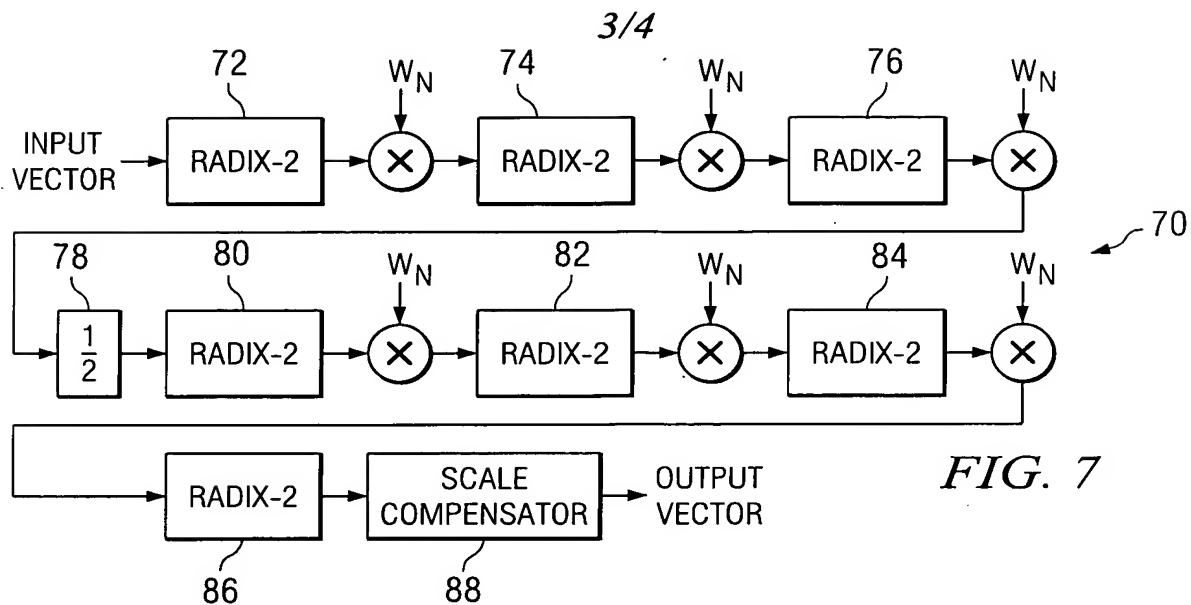 3/4
72 W_N 74 W_N 76 W_N
INPUT VECTOR RADIX-2 × RADIX-2 × RADIX-2 ×
70
78 80 W_N 82 W_N 84 W_N
1/2 RADIX-2 × RADIX-2 × RADIX-2 ×
RADIX-2 SCALE COMPENSATOR OUTPUT VECTOR
FIG. 7
86 88